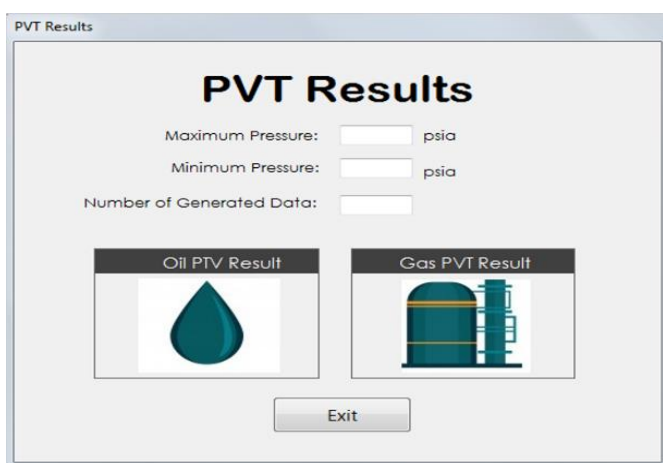 PVT Results
PVT Results
Maximum Pressure: psia
Minimum Pressure: psia
Number of Generated Data:
Oil PTV Result Gas PVT Result
Exit